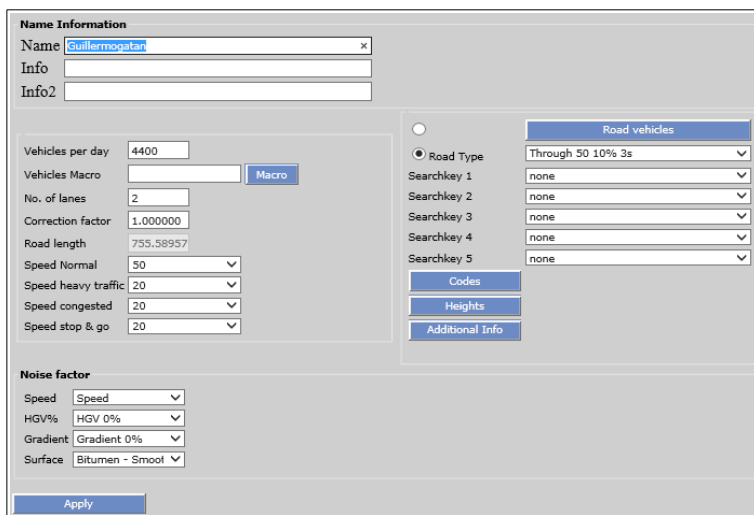 Name Information
Name Guillermogatan ×
Info
Info2
Vehicles per day 4400
Vehicles Macro Macro
No. of lanes 2
Correction factor 1.000000
Road length 755.58957
Speed Normal 50
Speed heavy traffic 20
Speed congested 20
Speed stop & go 20
Road vehicles
Road Type Through 50 10% 3s
Searchkey 1 none
Searchkey 2 none
Searchkey 3 none
Searchkey 4 none
Searchkey 5 none
Codes
Heights
Additional Info
Noise factor
Speed Speed
HGV% HGV 0%
Gradient Gradient 0%
Surface Bitumen - Smoot
Apply